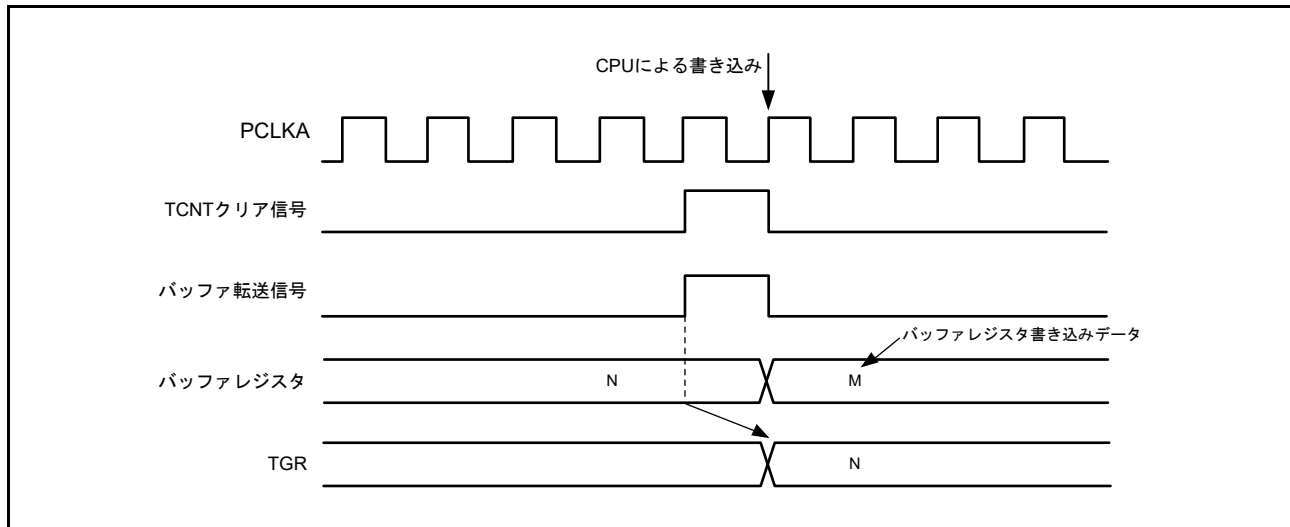 CPUによる書き込み
PCLKA
TCNTクリア信号
バッファ転送信号
バッファレジスタ書き込みデータ
バッファレジスタ
N
M
TGR
N